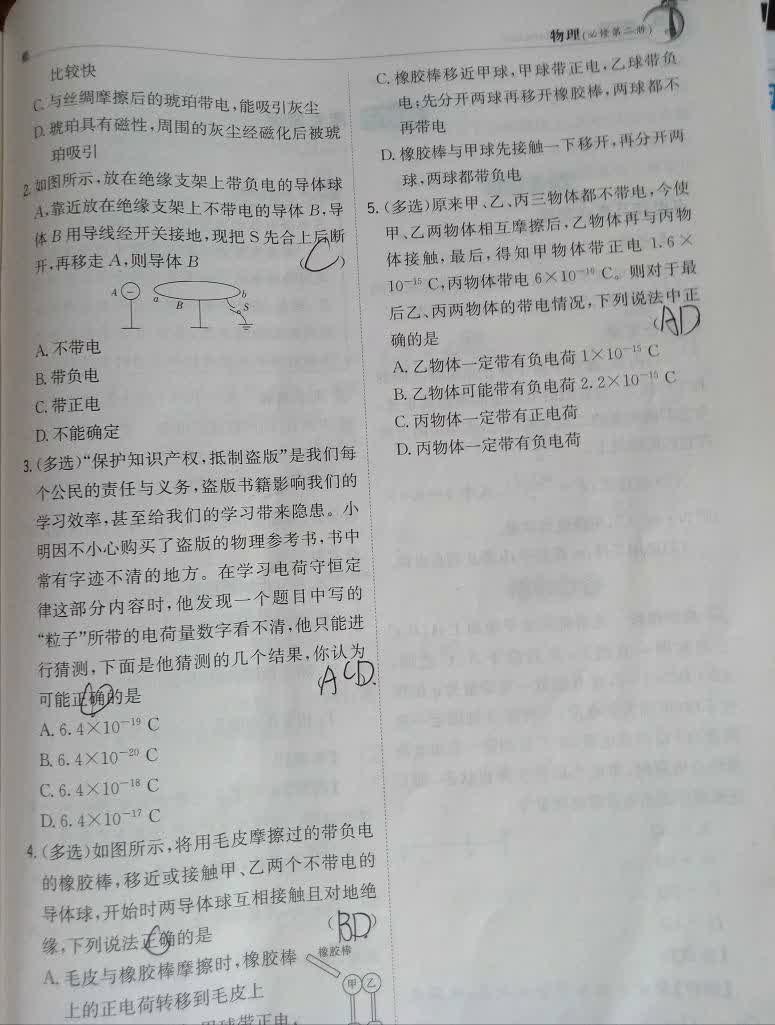 物理(必修第二册)
比较快
C.与丝绸摩擦后的琥珀带电,能吸引灰尘
D.琥珀具有磁性,周围的灰尘经磁化后被琥
珀吸引
2.如图所示,放在绝缘支架上带负电的导体球
A,靠近放在绝缘支架上不带电的导体B,导
体B用导线经开关接地,现把S先合上后断
开,再移走A,则导体B (C)
A
a
B
b
S
A.不带电
B.带负电
C.带正电
D.不能确定
3.(多选)“保护知识产权,抵制盗版”是我们每
个公民的责任与义务,盗版书籍影响我们的
学习效率,甚至给我们的学习带来隐患。小
明因不小心购买了盗版的物理参考书,书中
常有字迹不清的地方。在学习电荷守恒定
律这部分内容时,他发现一个题目中写的
“粒子”所带的电荷量数字看不清,他只能进
行猜测,下面是他猜测的几个结果,你认为
可能正确的是 (ACD)
A.6.4×10⁻¹⁹ C
B.6.4×10⁻²⁰ C
C.6.4×10⁻¹⁸ C
D.6.4×10⁻¹⁷ C
4.(多选)如图所示,将用毛皮摩擦过的带负电
的橡胶棒,移近或接触甲、乙两个不带电的
导体球,开始时两导体球互相接触且对地绝
缘,下列说法正确的是 (BD)
橡胶棒
甲 乙
A.毛皮与橡胶棒摩擦时,橡胶棒
上的正电荷转移到毛皮上
C.橡胶棒移近甲球,甲球带正电,乙球带负
电;先分开两球再移开橡胶棒,两球都不
再带电
D.橡胶棒与甲球先接触一下移开,再分开两
球,两球都带负电
5.(多选)原来甲、乙、丙三物体都不带电,今使
甲、乙两物体相互摩擦后,乙物体再与丙物
体接触,最后,得知甲物体带正电1.6×
10⁻¹⁵ C,丙物体带电6×10⁻¹⁶ C。则对于最
后乙、丙两物体的带电情况,下列说法中正
确的是 (AD)
A.乙物体一定带有负电荷1×10⁻¹⁵ C
B.乙物体可能带有负电荷2.2×10⁻¹⁵ C
C.丙物体一定带有正电荷
D.丙物体一定带有负电荷